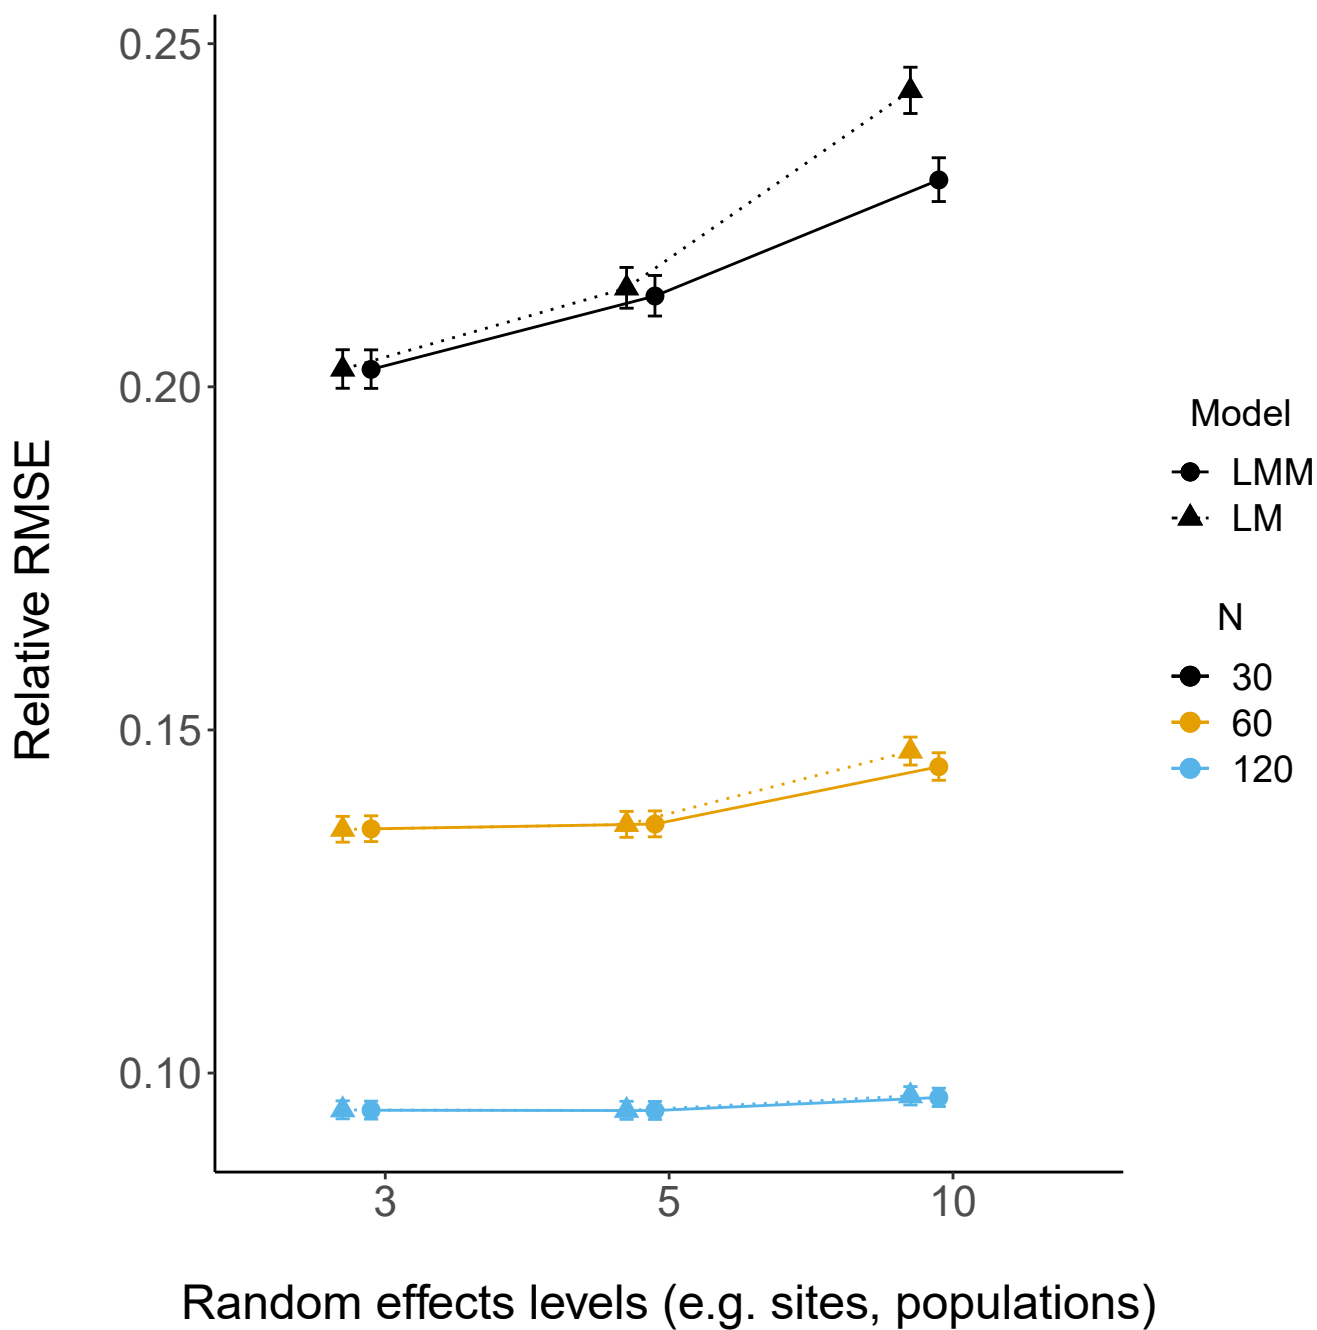 0.25
0.20
0.15
0.10
Relative RMSE
3 5 10
Random effects levels (e.g. sites, populations)
Model
LMM
LM
N
30
60
120